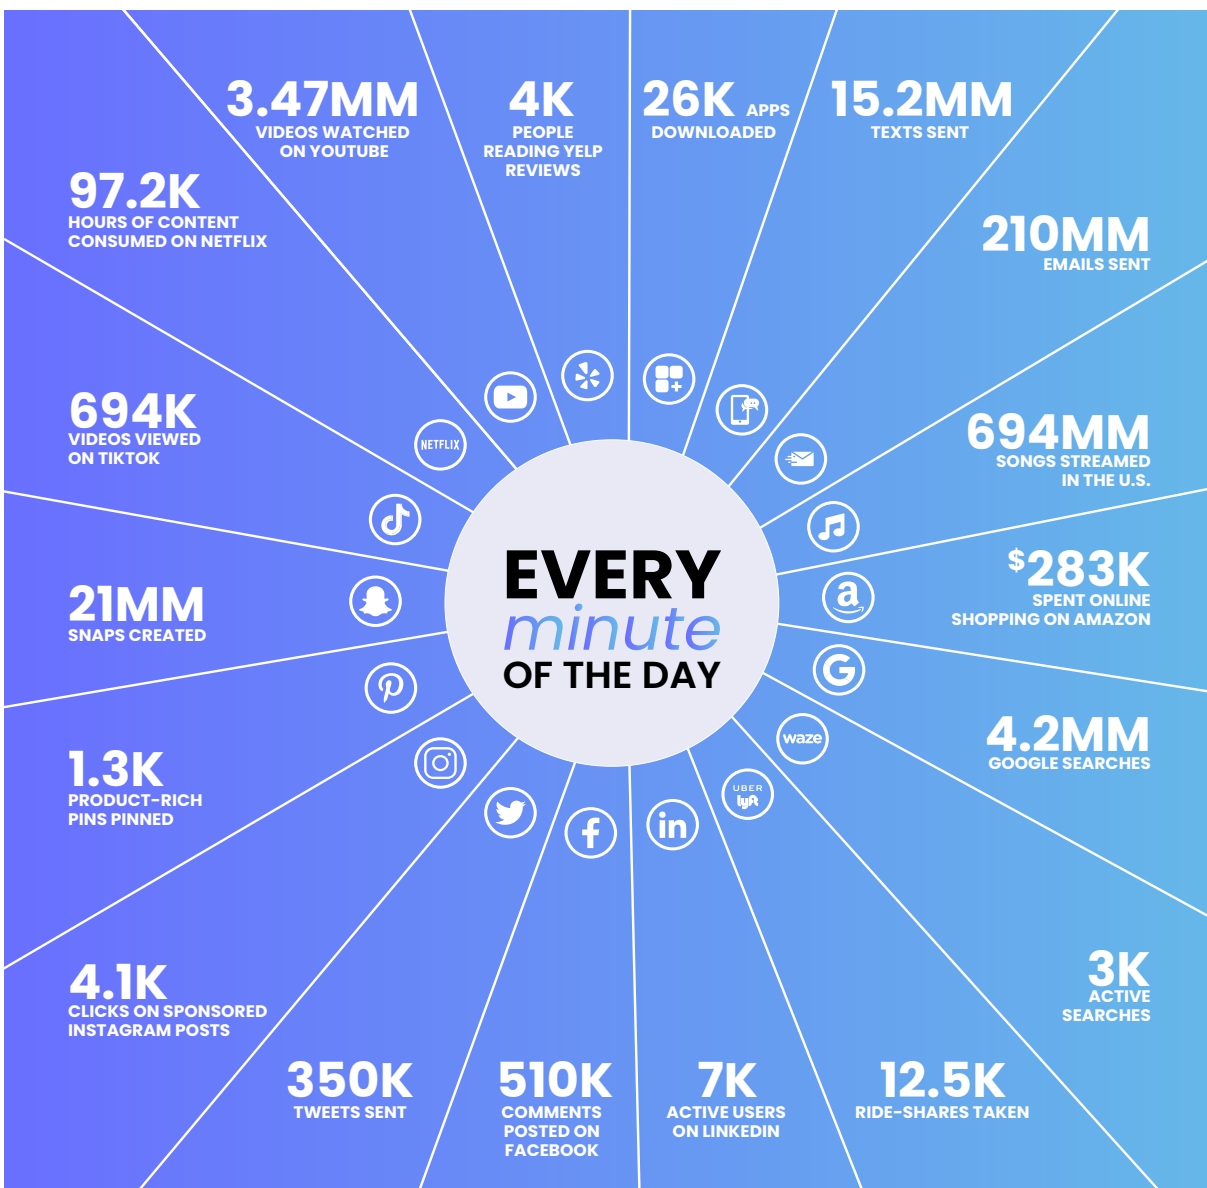 3.47MM
VIDEOS WATCHED
ON YOUTUBE
4K
PEOPLE
READING YELP
REVIEWS
26K APPS
DOWNLOADED
15.2MM
TEXTS SENT
210MM
EMAILS SENT
694MM
SONGS STREAMED
IN THE U.S.
$283K
SPENT ONLINE
SHOPPING ON AMAZON
4.2MM
GOOGLE SEARCHES
3K
ACTIVE
SEARCHES
12.5K
RIDE-SHARES TAKEN
7K
ACTIVE USERS
ON LINKEDIN
510K
COMMENTS
POSTED ON
FACEBOOK
350K
TWEETS SENT
4.1K
CLICKS ON SPONSORED
INSTAGRAM POSTS
1.3K
PRODUCT-RICH
PINS PINNED
21MM
SNAPS CREATED
694K
VIDEOS VIEWED
ON TIKTOK
97.2K
HOURS OF CONTENT
CONSUMED ON NETFLIX
NETFLIX
a
G
waze
UBER
lyft
in
f
EVERY
minute
OF THE DAY